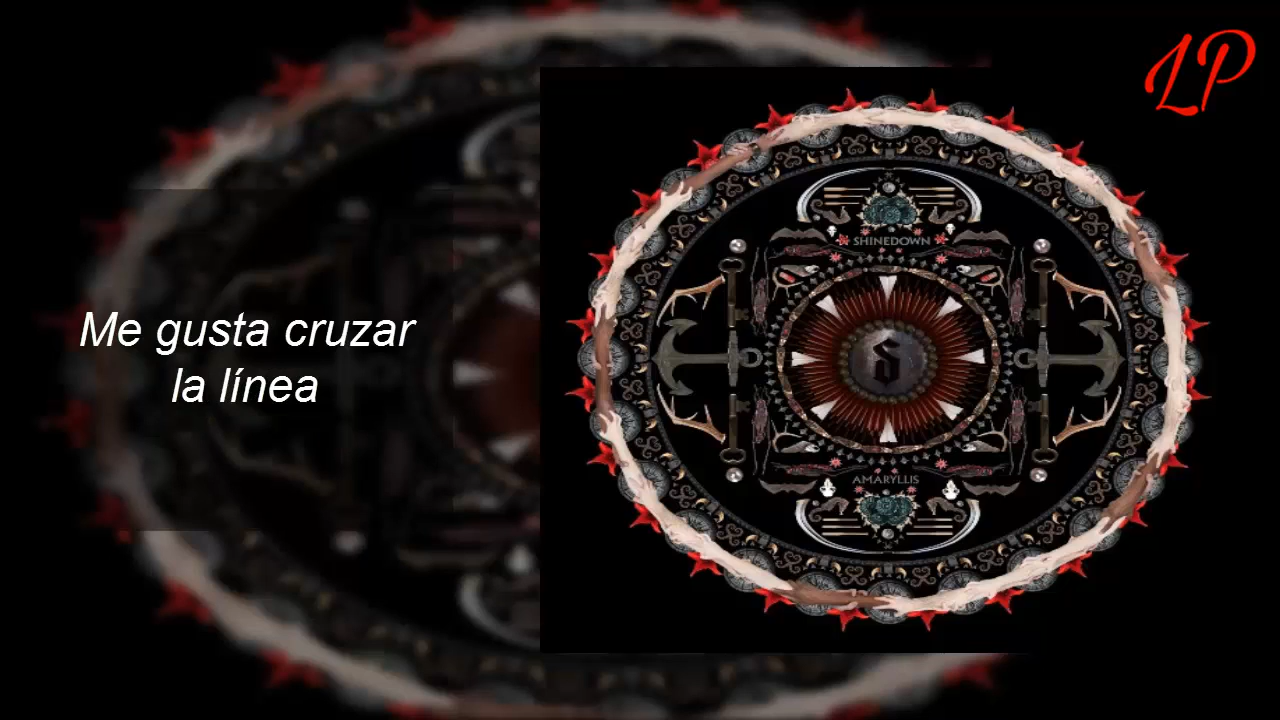 LP
SHINEDOWN
Me gusta cruzar
la línea
S
AMARYLLIS